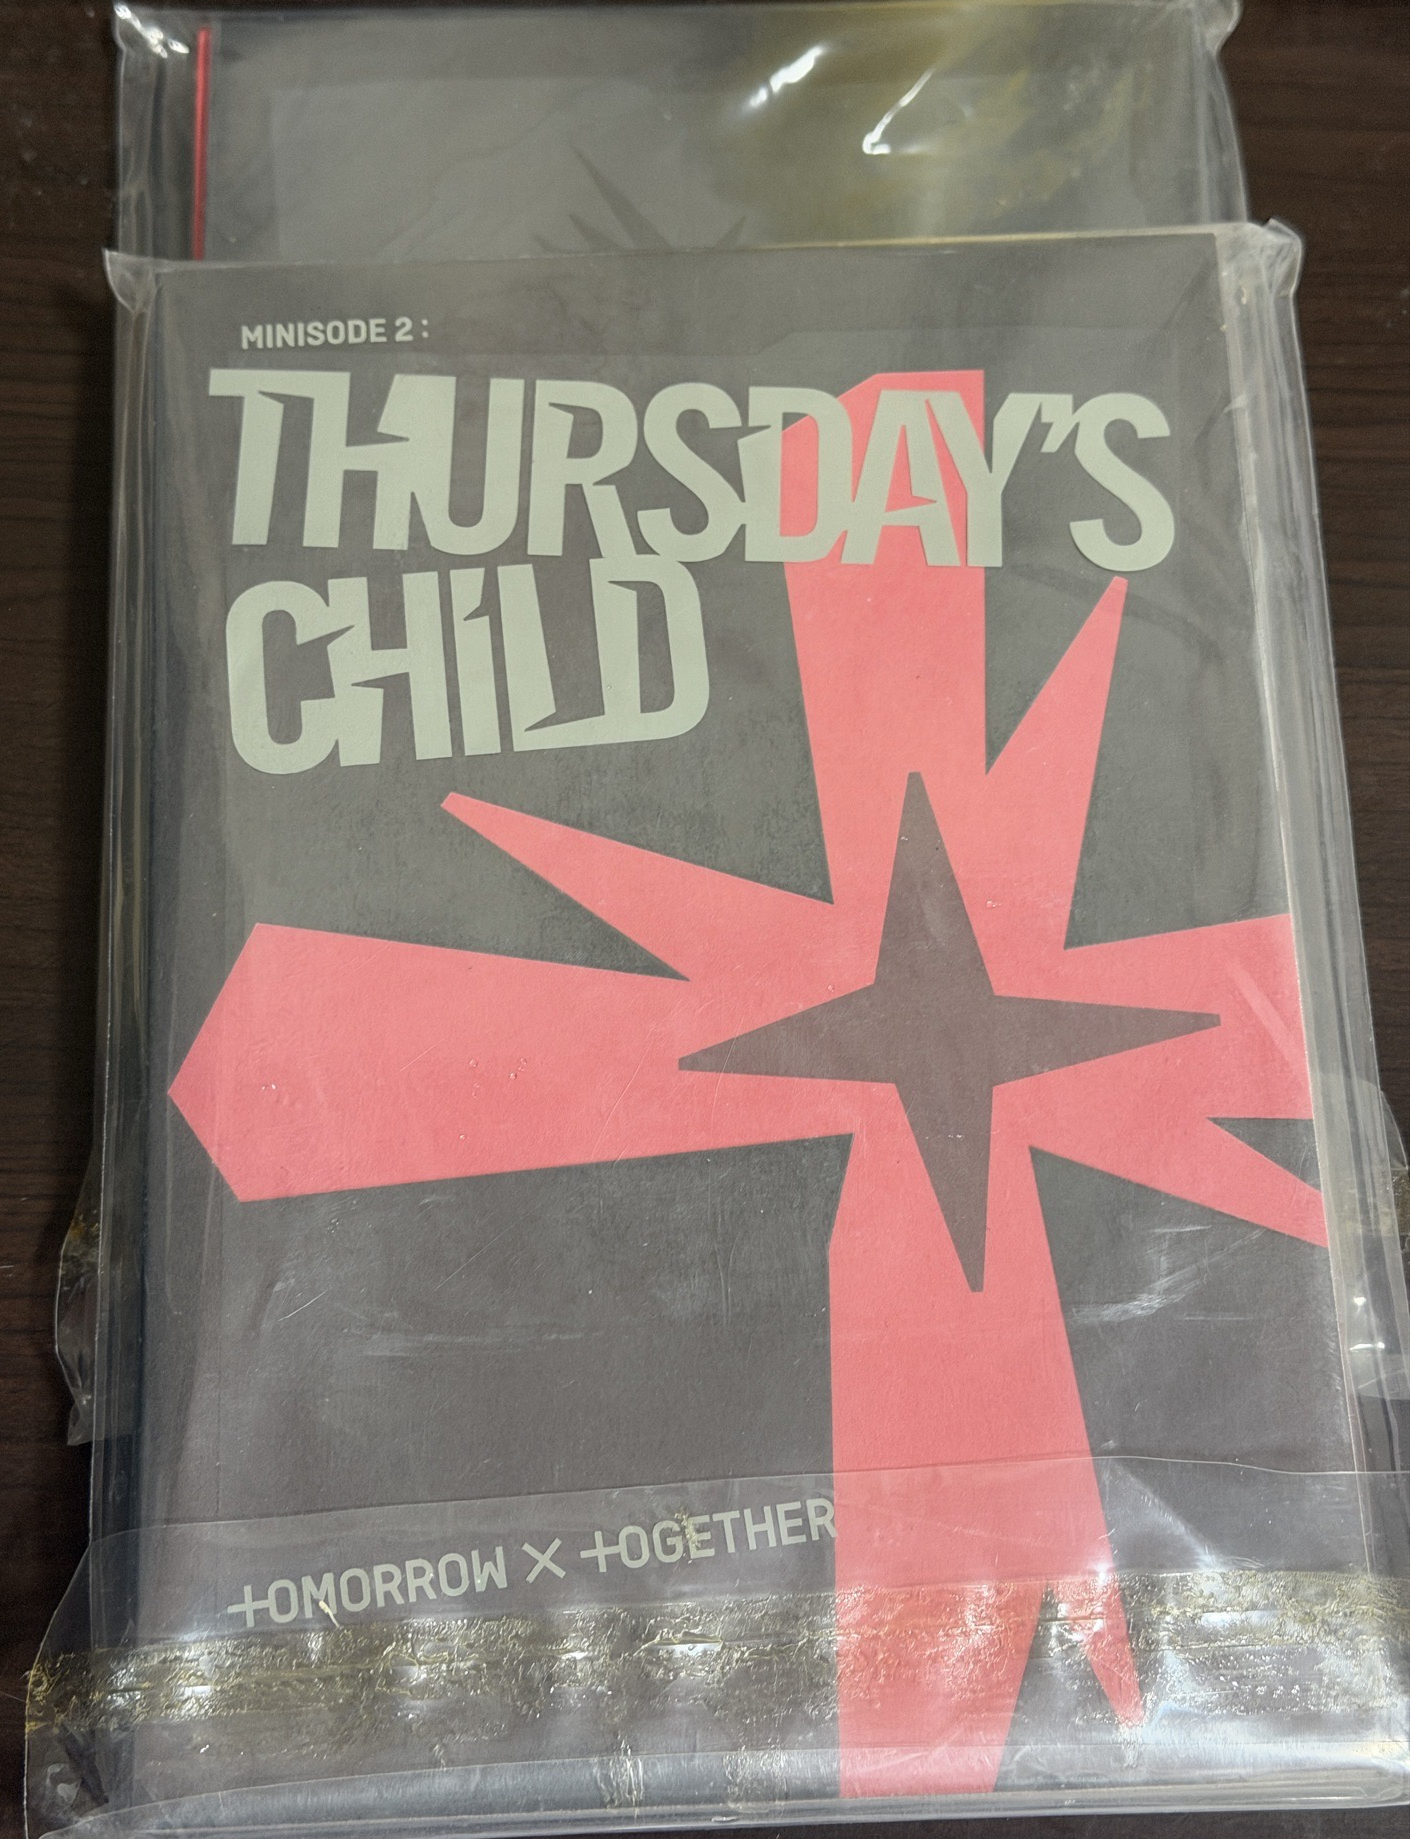 MINISODE 2 :
THURSDAY'S
CHILD
TOMORROW X TOGETHER